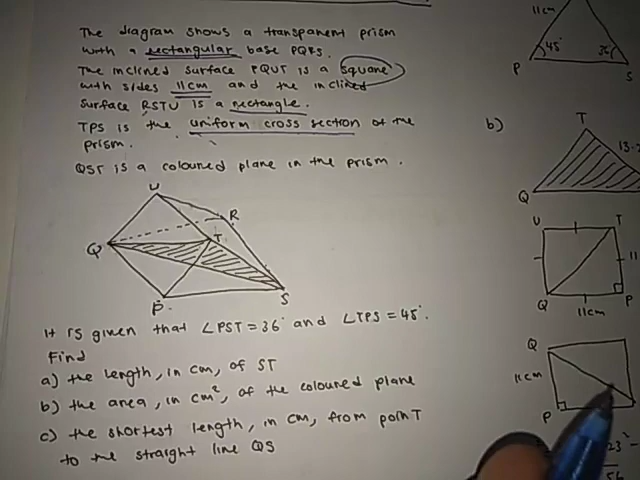 The diagram shows a transparent prism
with a rectangular base PQRS.
The inclined surface PQUT is a square
with sides 11cm and the inclined
surface RSTU is a rectangle.
TPS is the uniform cross section of the
prism.
QST is a coloured plane in the prism.
U
R
Q
T
P
S
It is given that ∠PST = 36° and ∠TPS = 45°.
Find
a) the length, in cm, of ST
b) the area, in cm², of the coloured plane
c) the shortest length, in cm, from point T
to the straight line QS
11cm
45°
36°
P
S
b)
T
13.2
Q
U
T
11
Q
11cm
P
Q
11cm
P